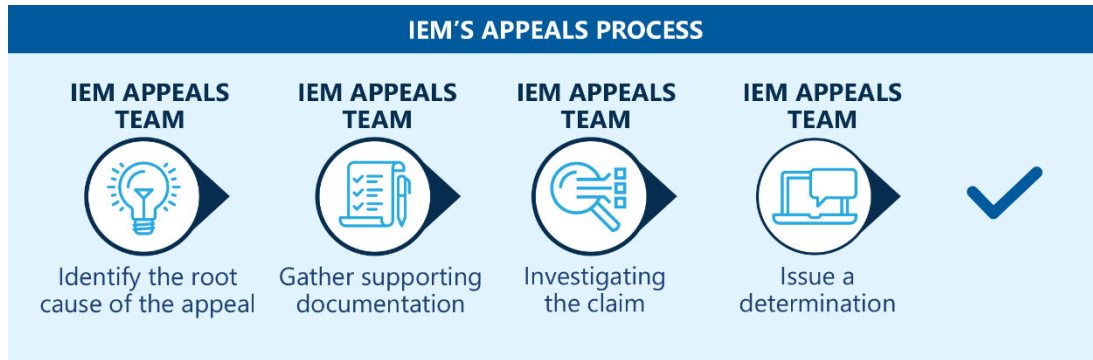 IEM'S APPEALS PROCESS
IEM APPEALS
TEAM
Identify the root
cause of the appeal
IEM APPEALS
TEAM
Gather supporting
documentation
IEM APPEALS
TEAM
Investigating
the claim
IEM APPEALS
TEAM
Issue a
determination